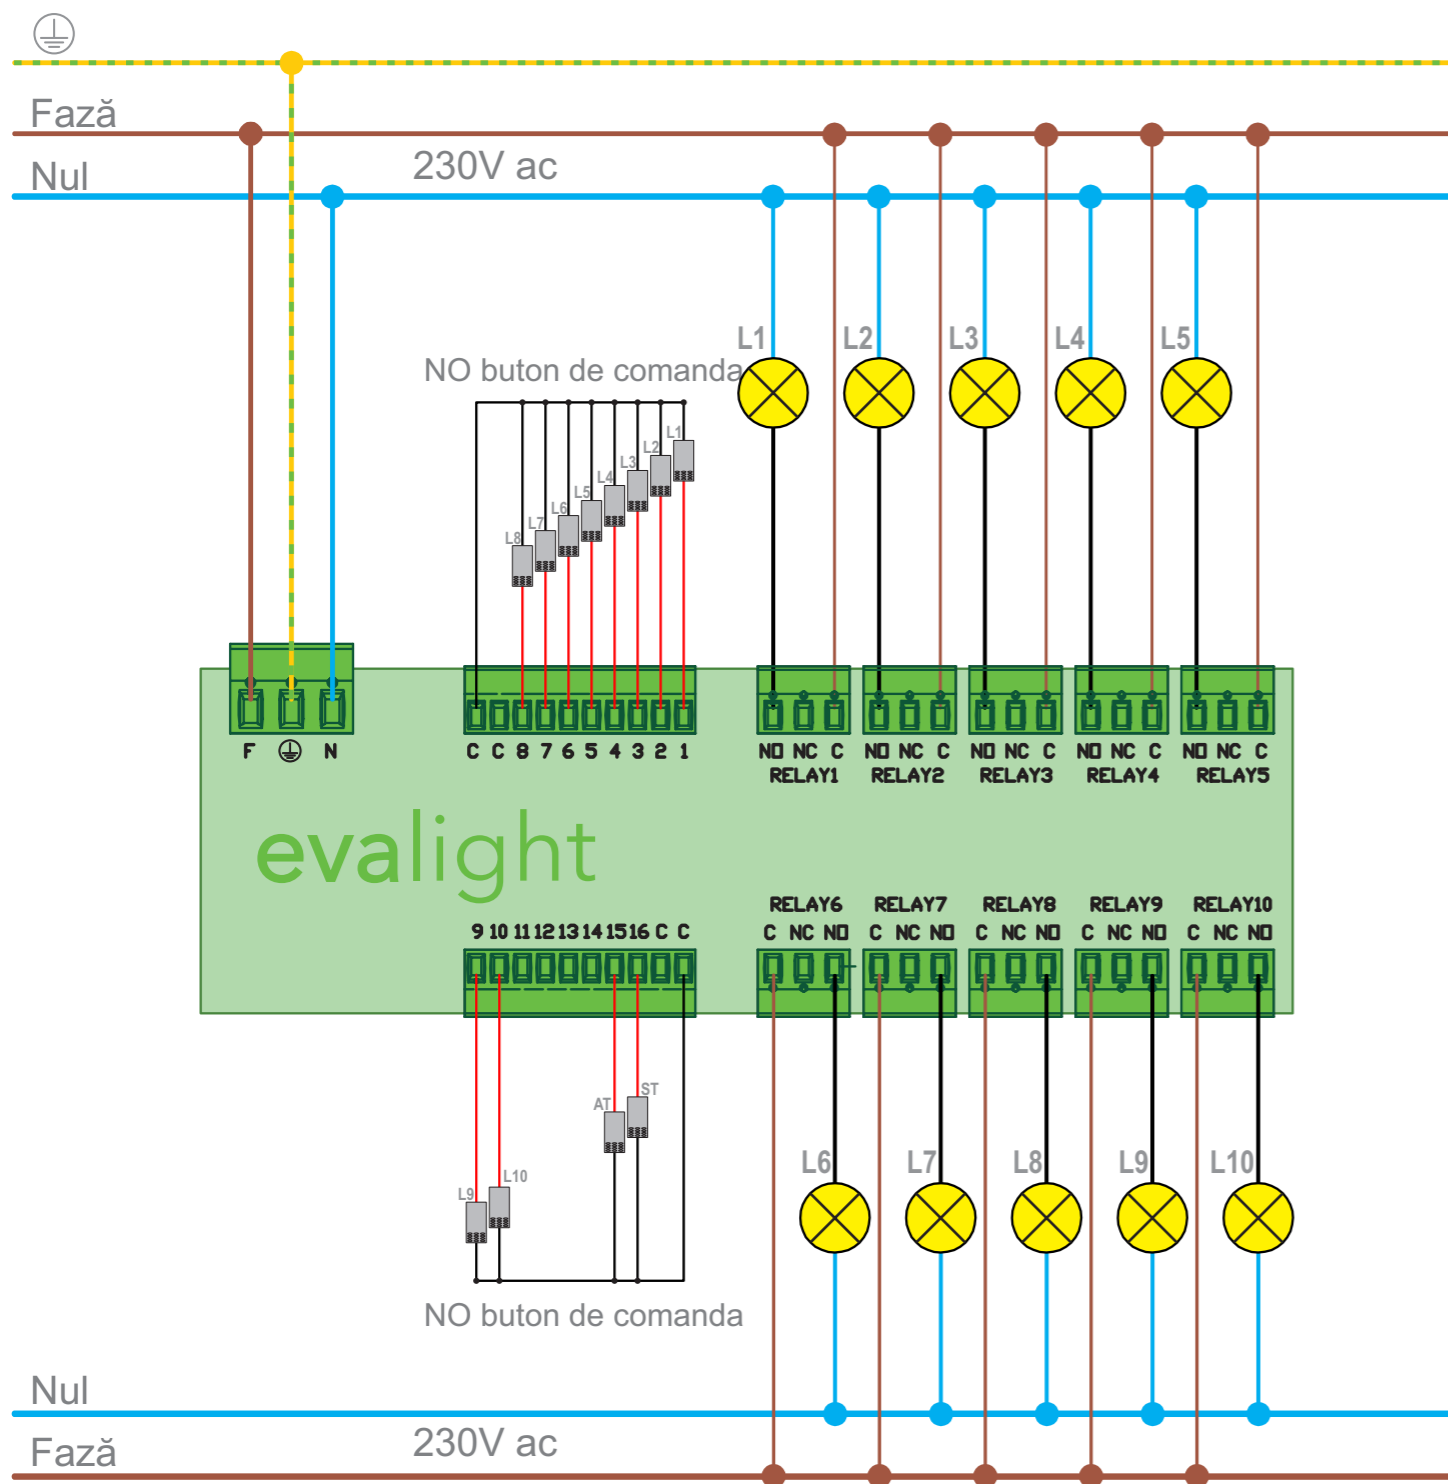 Fază
230V ac
Nul
L1 L2 L3 L4 L5
NO buton de comanda
L1
L2
L3
L4
L5
L6
L7
L8
F N
C C 8 7 6 5 4 3 2 1
NO NC C NO NC C NO NC C NO NC C NO NC C
RELAY1 RELAY2 RELAY3 RELAY4 RELAY5
evalight
RELAY6 RELAY7 RELAY8 RELAY9 RELAY10
9 10 11 12 13 14 15 16 C C
C NC NO C NC NO C NC NO C NC NO C NC NO
ST
AT
L6 L7 L8 L9 L10
L10
L9
NO buton de comanda
Nul
230V ac
Fază